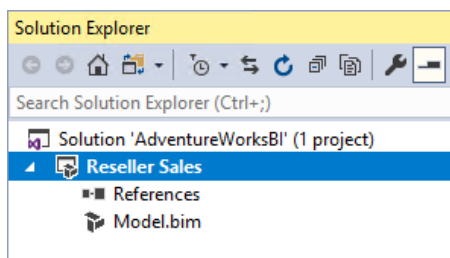 Solution Explorer
Search Solution Explorer (Ctrl+;)
Solution 'AdventureWorksBI' (1 project)
Reseller Sales
References
Model.bim